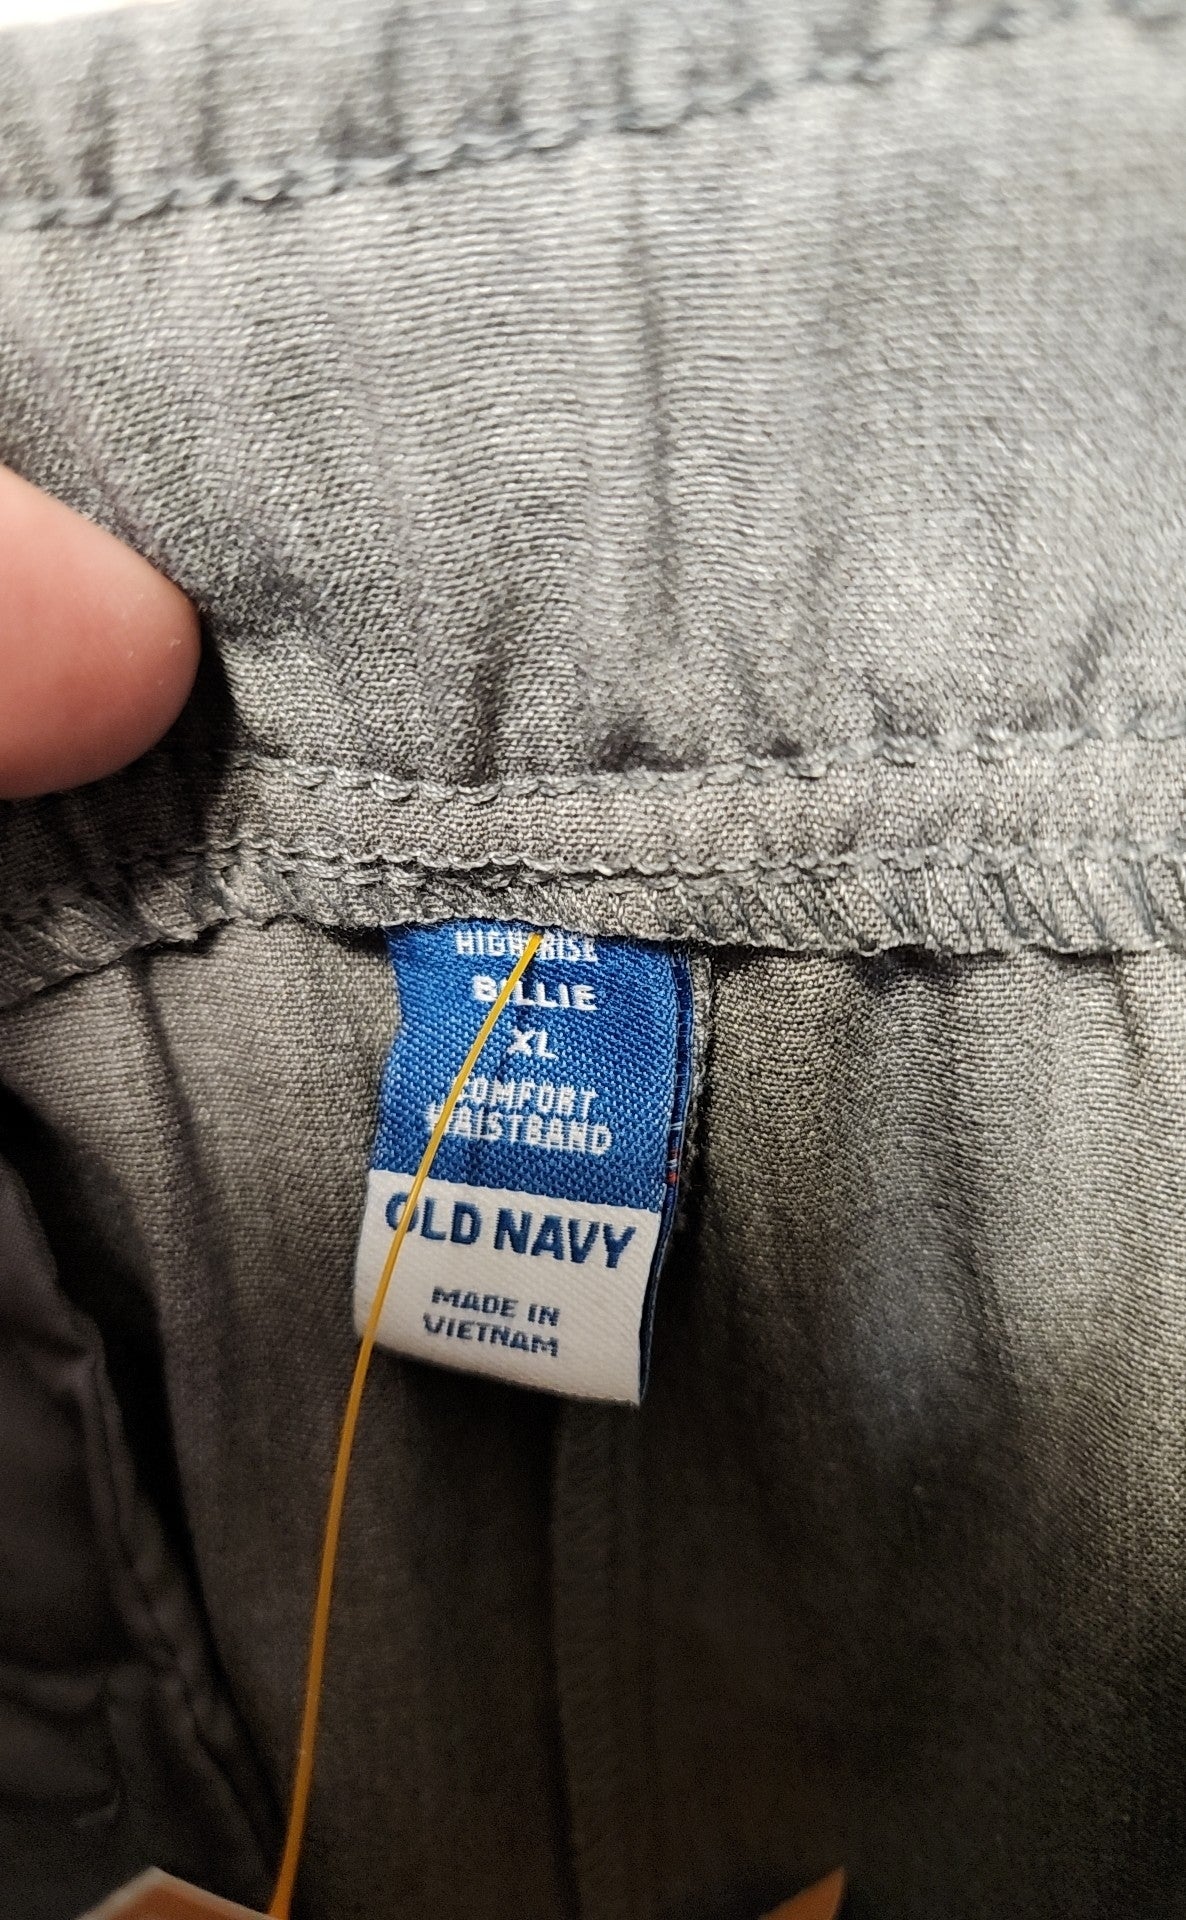 HIGH-RISE
BILLIE
XL
COMFORT
WAISTBAND
OLD NAVY
MADE IN
VIETNAM